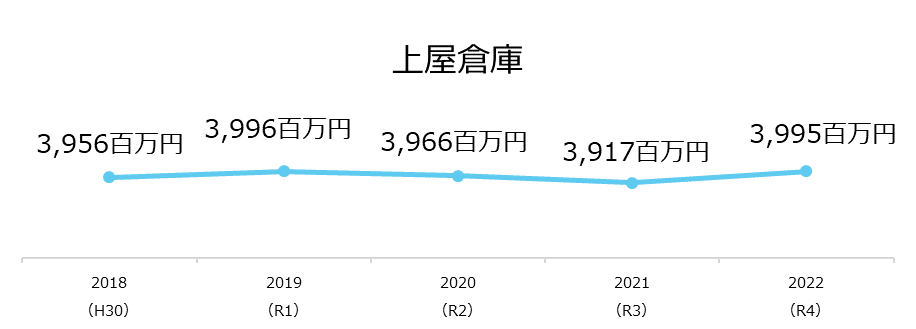 上屋倉庫
3,956百万円
3,996百万円
3,966百万円
3,917百万円
3,995百万円
2018
(H30)
2019
(R1)
2020
(R2)
2021
(R3)
2022
(R4)